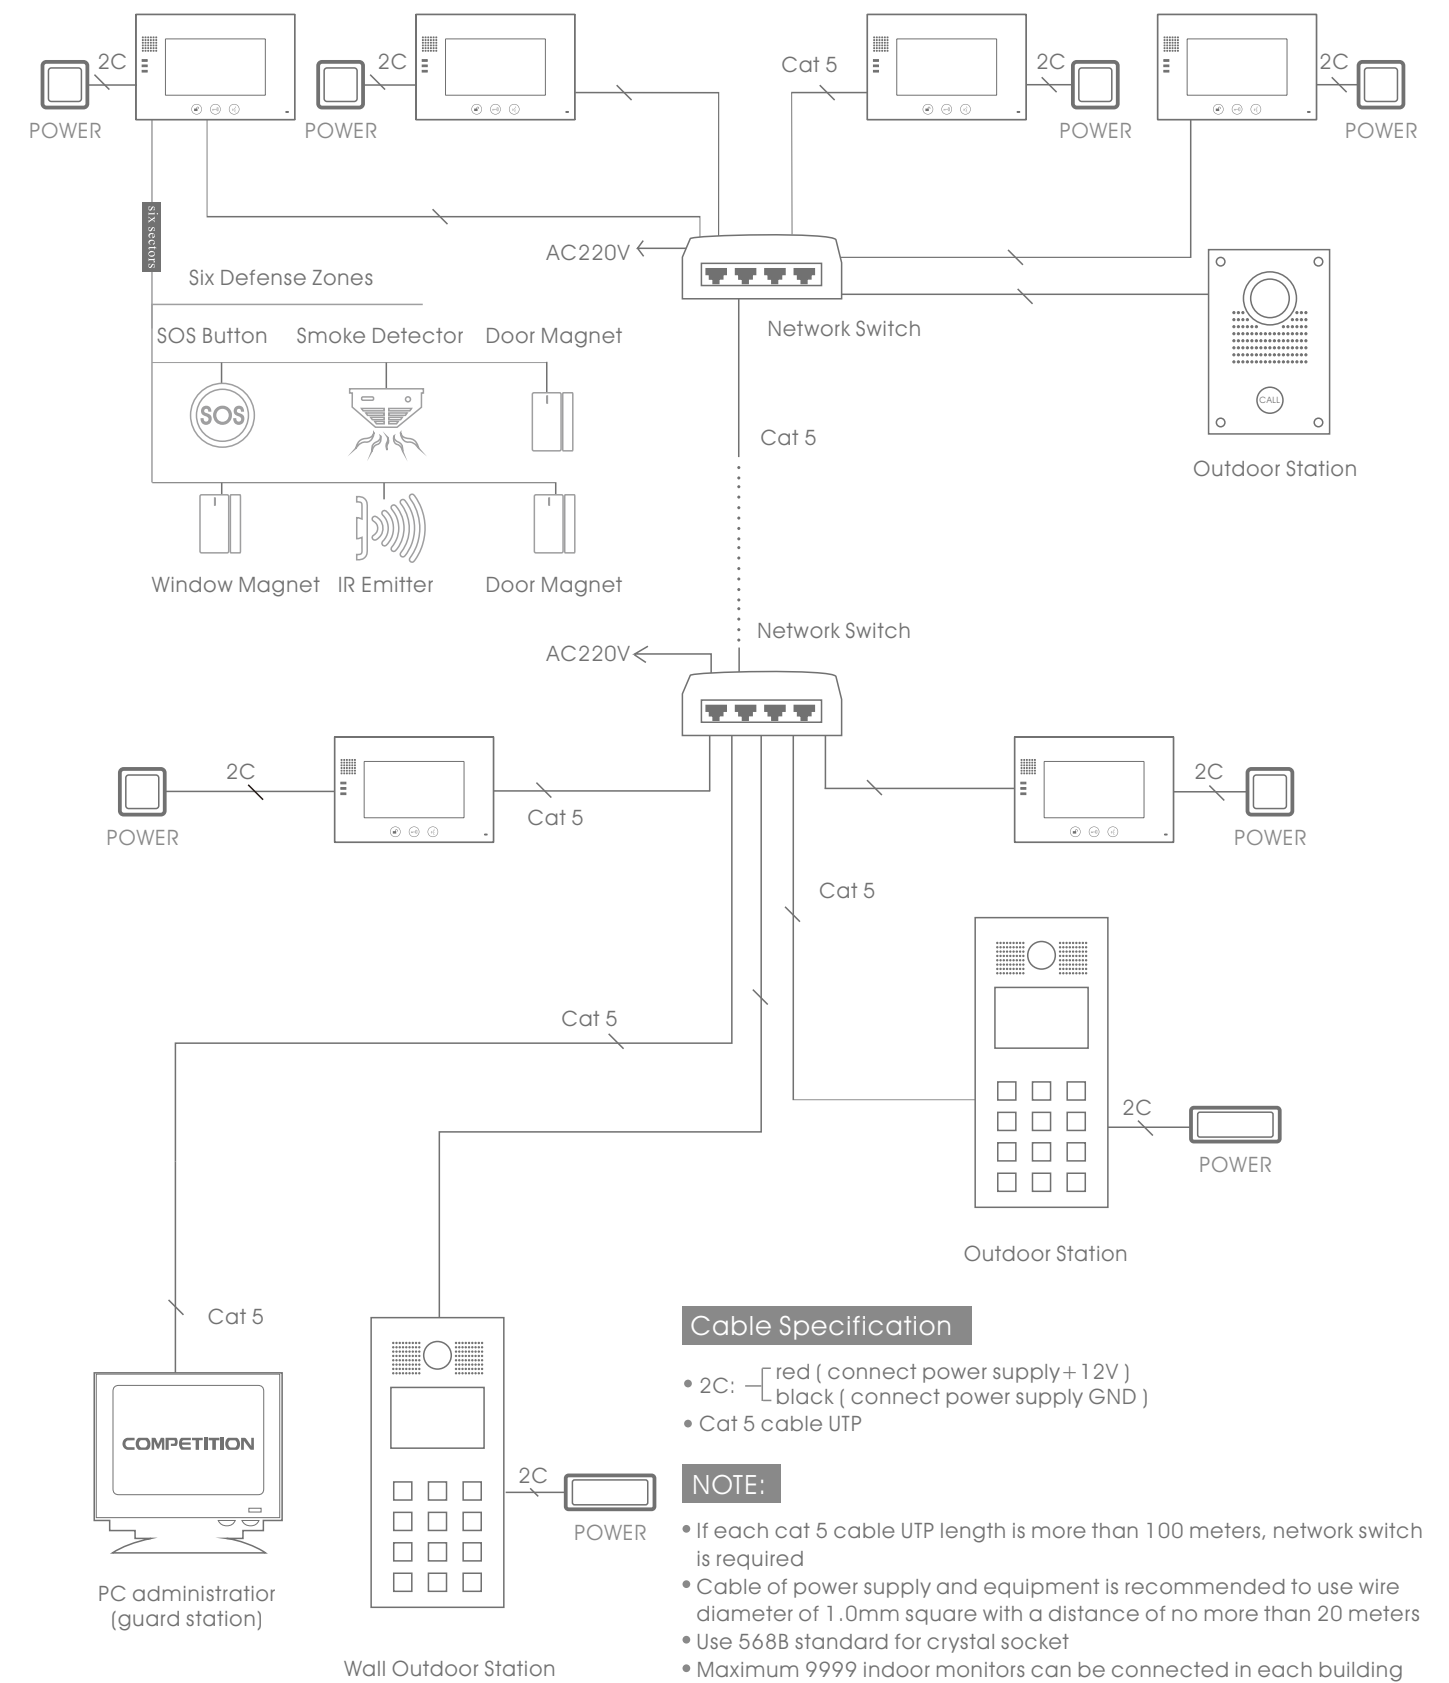 2C
2C
Cat 5
2C
2C
POWER
POWER
POWER
POWER
six sectors
AC220V
Six Defense Zones
Network Switch
SOS Button
Smoke Detector
Door Magnet
SOS
CALL
Cat 5
Outdoor Station
Window Magnet
IR Emitter
Door Magnet
Network Switch
AC220V
2C
2C
Cat 5
POWER
POWER
Cat 5
Cat 5
2C
POWER
Outdoor Station
Cat 5
COMPETITION
PC administratior
(guard station)
2C
POWER
Wall Outdoor Station
Cable Specification
• 2C: red ( connect power supply+12V )
black ( connect power supply GND )
• Cat 5 cable UTP
NOTE:
• If each cat 5 cable UTP length is more than 100 meters, network switch
is required
• Cable of power supply and equipment is recommended to use wire
diameter of 1.0mm square with a distance of no more than 20 meters
• Use 568B standard for crystal socket
• Maximum 9999 indoor monitors can be connected in each building